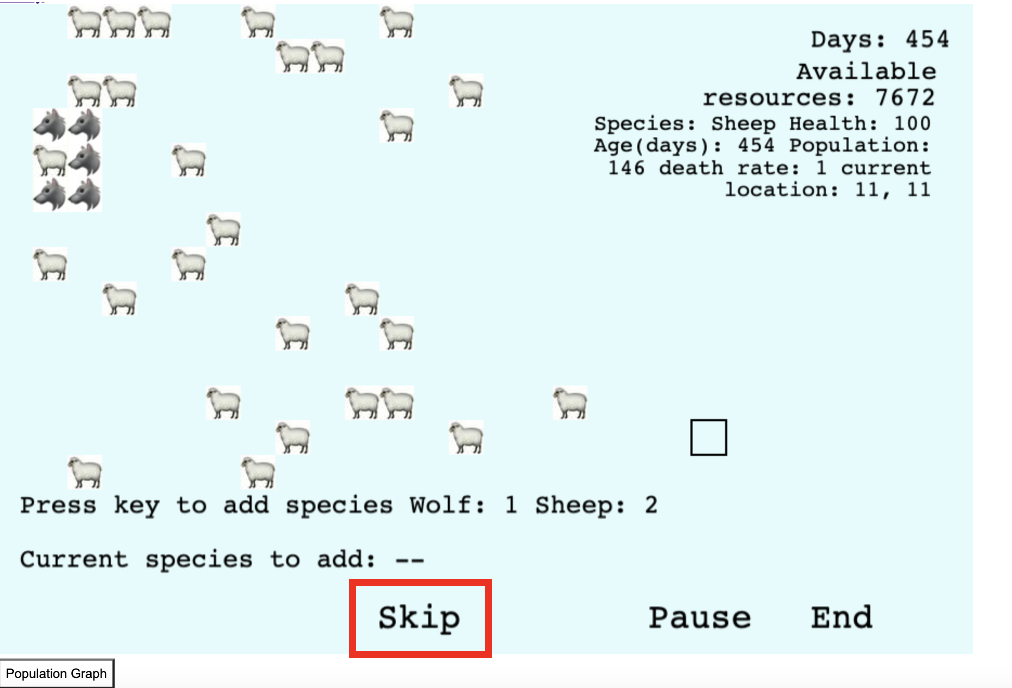 Days: 454
Available
resources: 7672
Species: Sheep Health: 100
Age(days): 454 Population:
146 death rate: 1 current
location: 11, 11
Press key to add species Wolf: 1 Sheep: 2
Current species to add: --
Skip Pause End
Population Graph